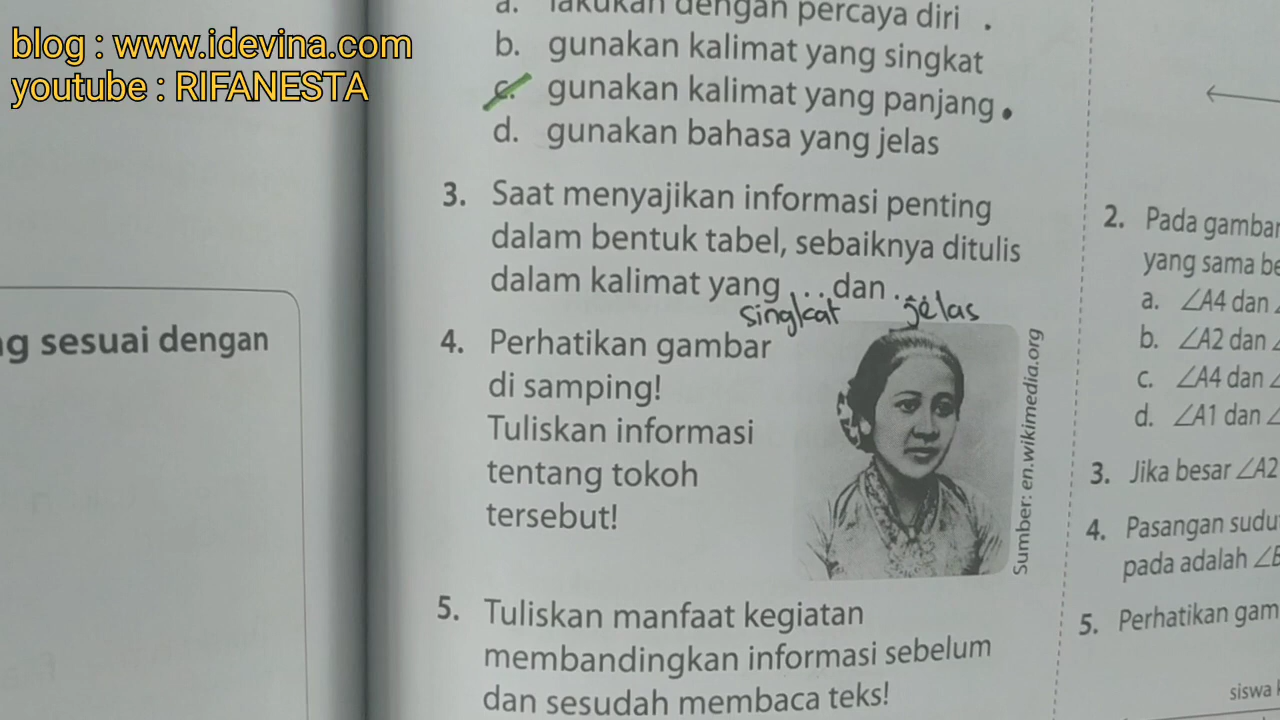 blog : www.idevina.com
youtube : RIFANESTA
g sesuai dengan
a. lakukan dengan percaya diri .
b. gunakan kalimat yang singkat
c. gunakan kalimat yang panjang
d. gunakan bahasa yang jelas
3. Saat menyajikan informasi penting
dalam bentuk tabel, sebaiknya ditulis
dalam kalimat yang ... dan ...
singkat jelas
4. Perhatikan gambar
di samping!
Tuliskan informasi
tentang tokoh
tersebut!
Sumber: en.wikimedia.org
5. Tuliskan manfaat kegiatan
membandingkan informasi sebelum
dan sesudah membaca teks!
2. Pada gambar
yang sama be
a. ∠A4 dan
b. ∠A2 dan
c. ∠A4 dan
d. ∠A1 dan
3. Jika besar ∠A2
4. Pasangan sudu
pada adalah ∠B
5. Perhatikan gam
siswa